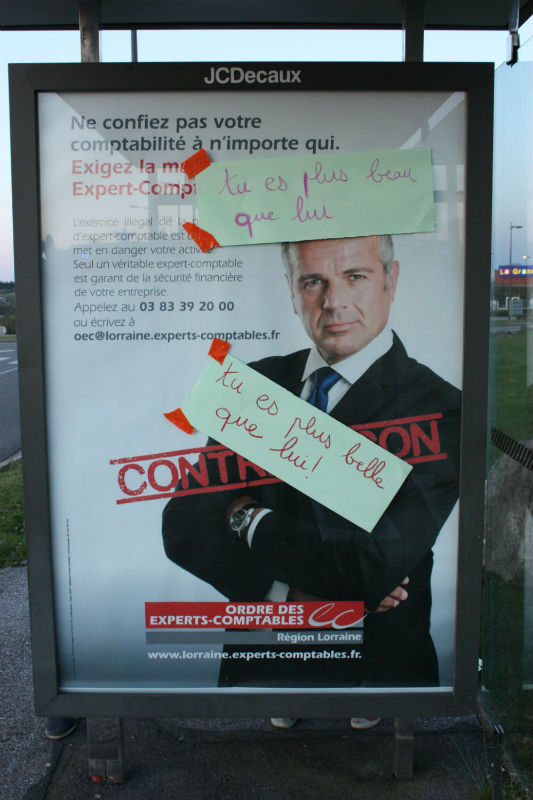 JCDecaux
Ne confiez pas votre
comptabilité à n'importe qui.
Exigez la
Expert-Comp
tu es plus beau
que lui
L'exercice illégal de la
d'expert-comptable est
met en danger votre
Seul un véritable expert-comptable
est garant de la sécurité financière
de votre entreprise.
Appelez au 03 83 39 20 00
ou écrivez à
oec@lorraine.experts-comptables.fr
tu es plus belle
que lui!
CONTR ON
ORDRE DES
EXPERTS-COMPTABLES
Région Lorraine
www.lorraine.experts-comptables.fr.